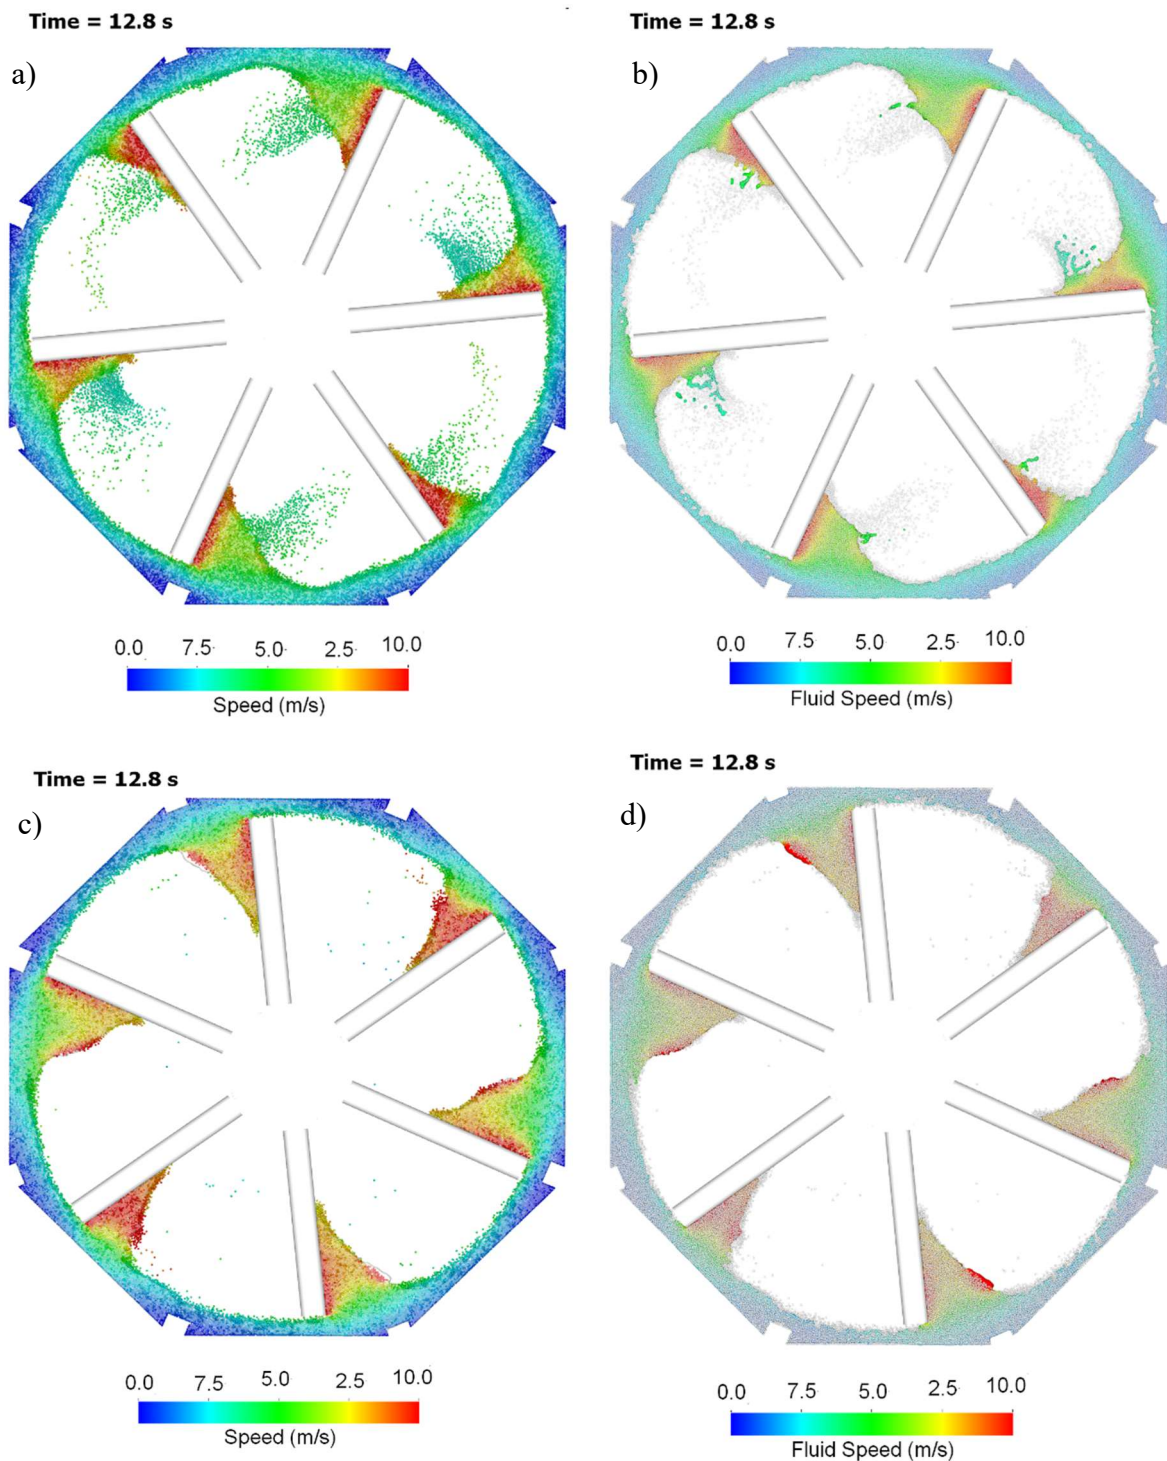 Time = 12.8 s
Time = 12.8 s
a)
b)
0.0 7.5 5.0 2.5 10.0
Speed (m/s)
0.0 7.5 5.0 2.5 10.0
Fluid Speed (m/s)
Time = 12.8 s
Time = 12.8 s
c)
d)
0.0 7.5 5.0 2.5 10.0
Speed (m/s)
0.0 7.5 5.0 2.5 10.0
Fluid Speed (m/s)